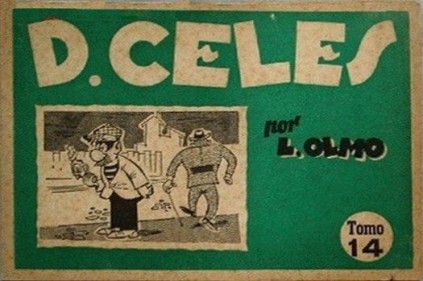 D. CELES
por
L. OLMO
Tomo
14